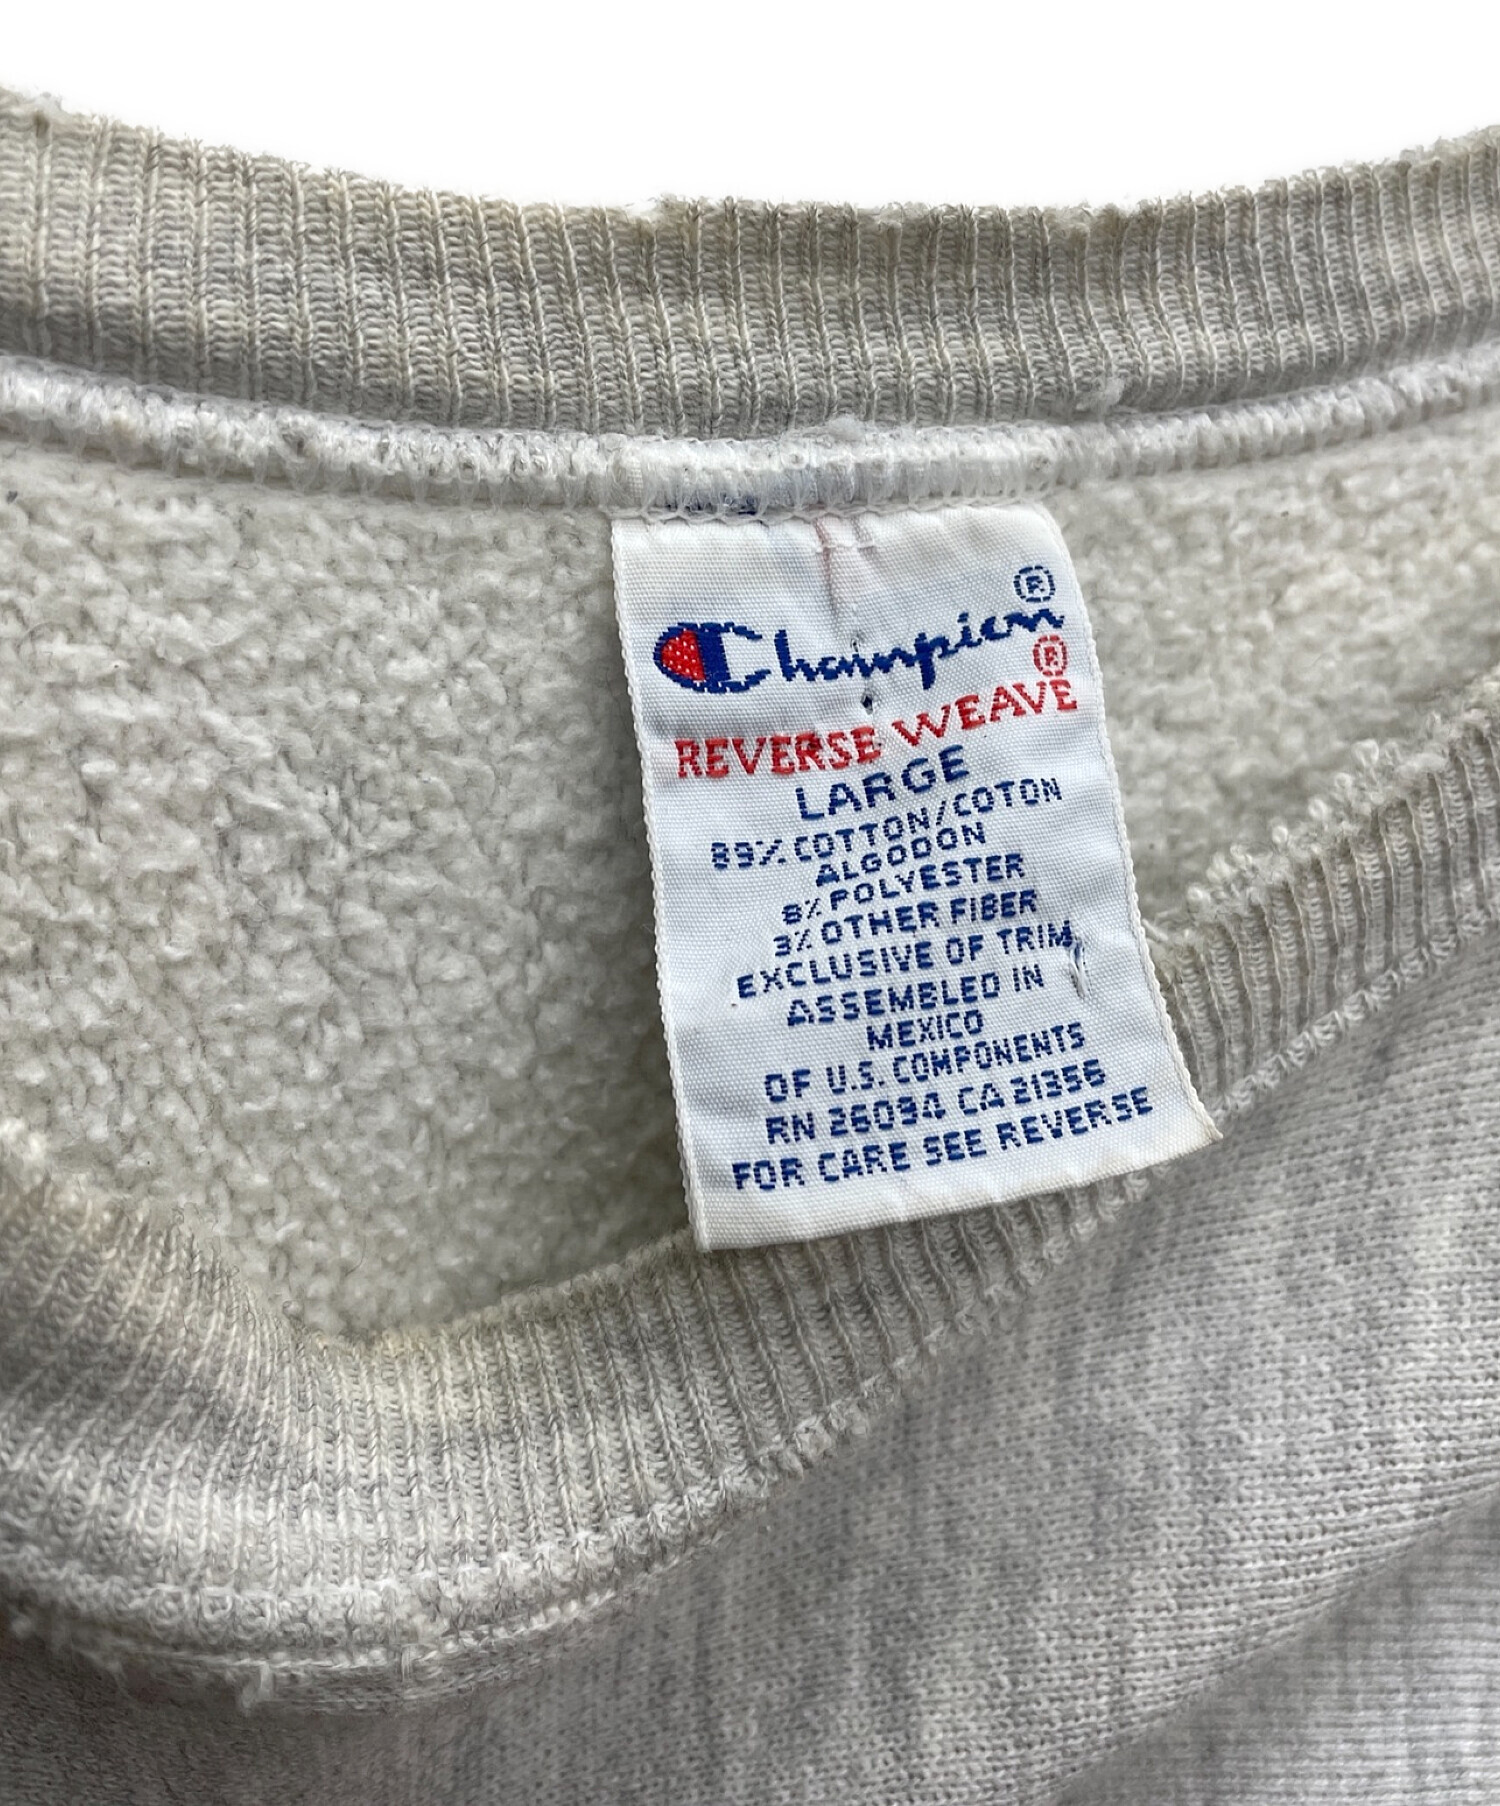 Champion®
REVERSE WEAVE®
LARGE
89% COTTON/COTON
ALGODON
8% POLYESTER
3% OTHER FIBER
EXCLUSIVE OF TRIM
ASSEMBLED IN
MEXICO
OF U.S. COMPONENTS
RN 26094 CA 21356
FOR CARE SEE REVERSE